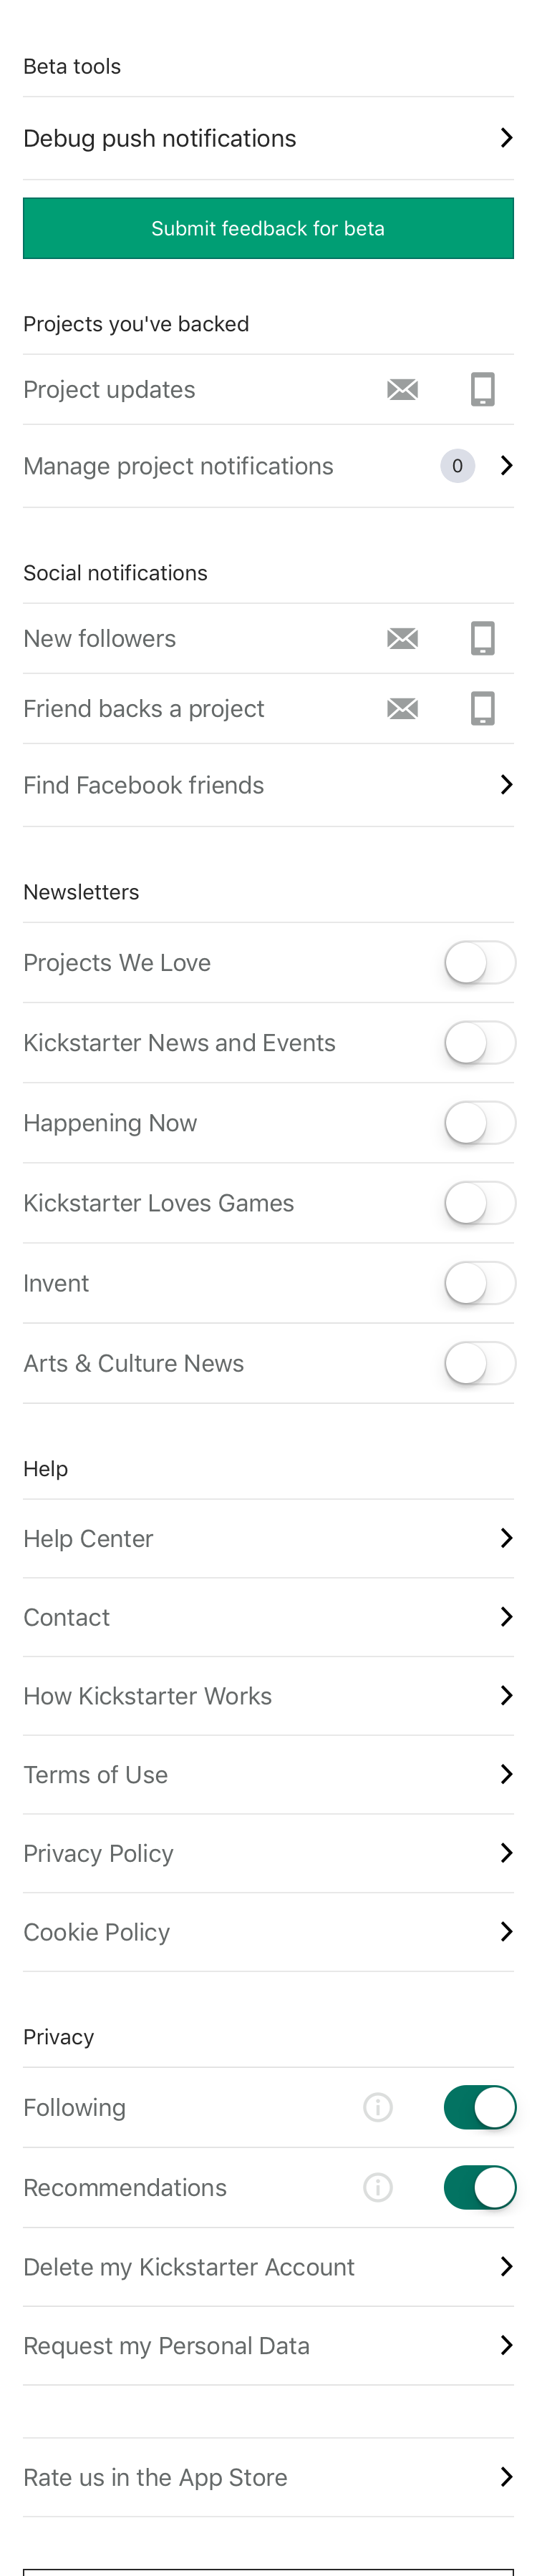 Beta tools
Debug push notifications
Submit feedback for beta
Projects you've backed
Project updates
Manage project notifications 0
Social notifications
New followers
Friend backs a project
Find Facebook friends
Newsletters
Projects We Love
Kickstarter News and Events
Happening Now
Kickstarter Loves Games
Invent
Arts & Culture News
Help
Help Center
Contact
How Kickstarter Works
Terms of Use
Privacy Policy
Cookie Policy
Privacy
Following
Recommendations
Delete my Kickstarter Account
Request my Personal Data
Rate us in the App Store